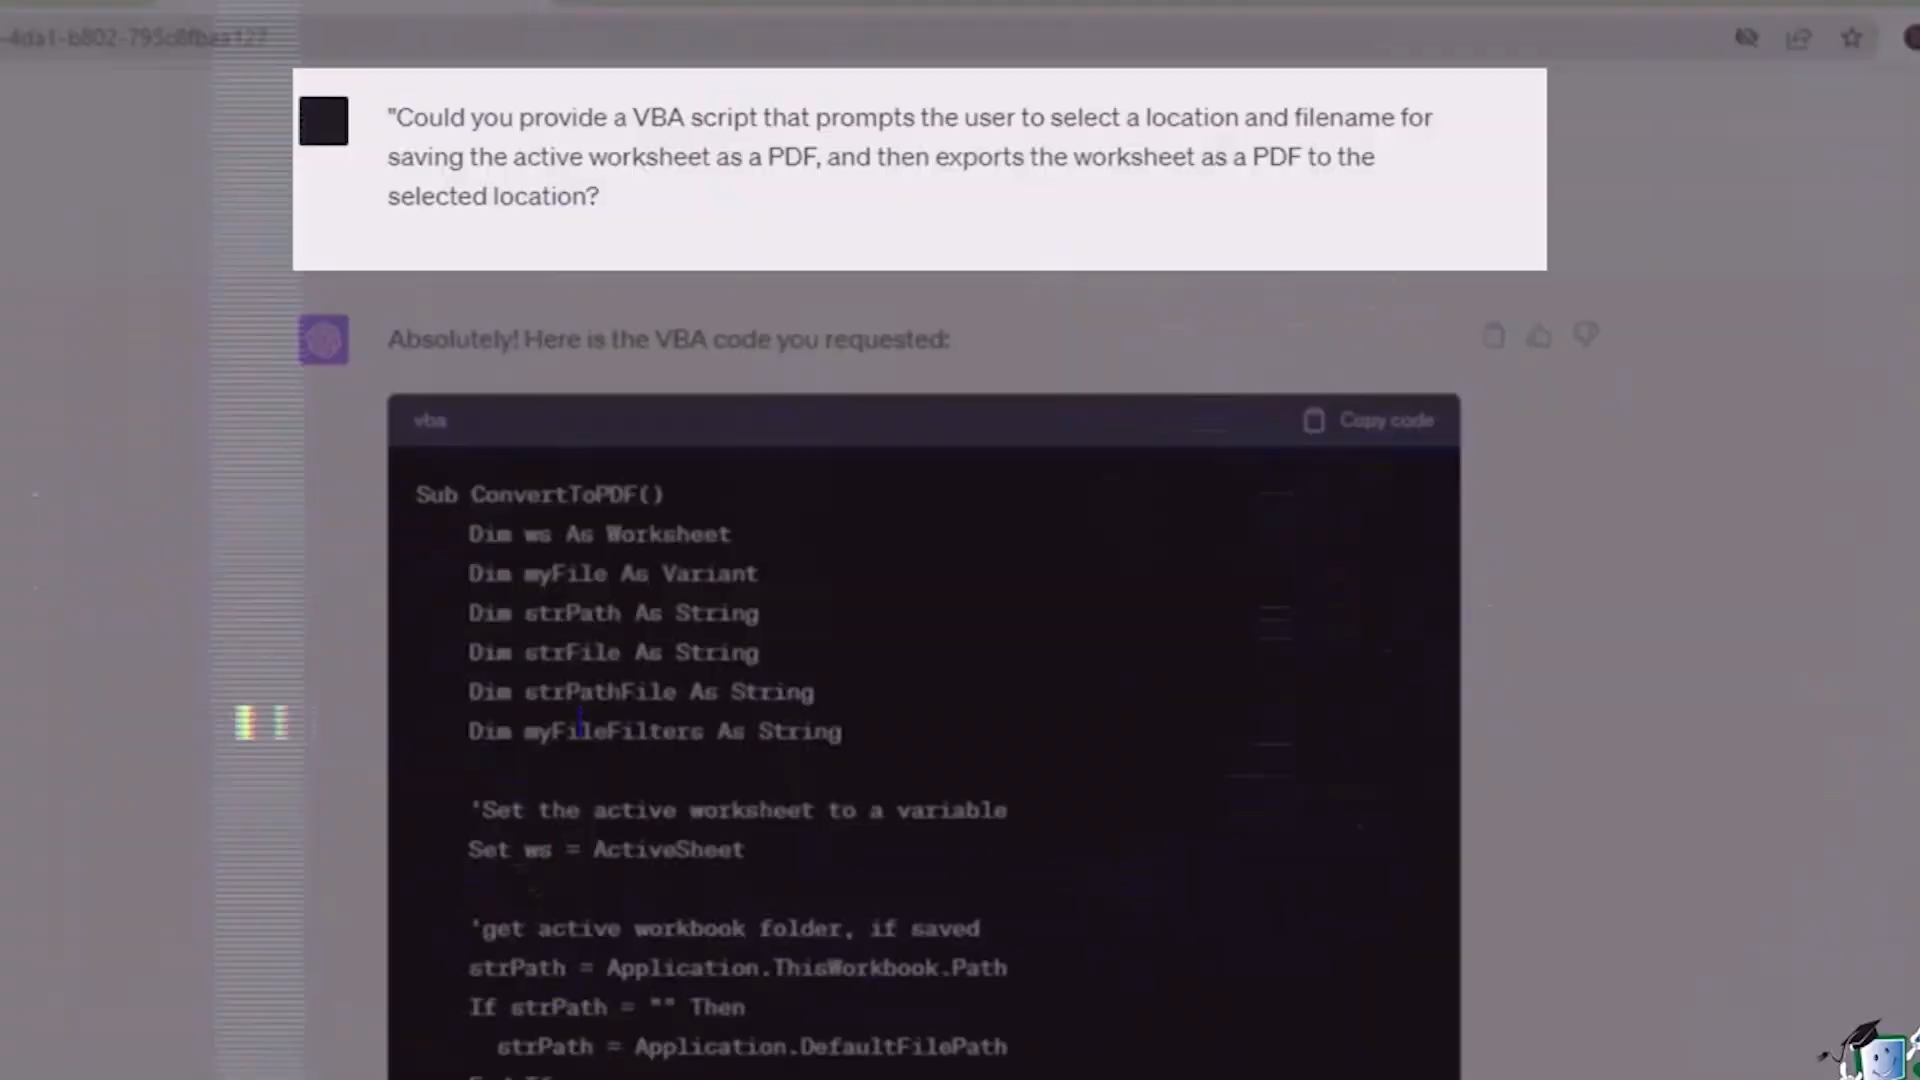 "Could you provide a VBA script that prompts the user to select a location and filename for
saving the active worksheet as a PDF, and then exports the worksheet as a PDF to the
selected location?
Absolutely! Here is the VBA code you requested:
vba
Copy code
Sub ConvertToPDF()
Dim ws As Worksheet
Dim myFile As Variant
Dim strPath As String
Dim strFile As String
Dim strPathFile As String
Dim myFileFilters As String
'Set the active worksheet to a variable
Set ws = ActiveSheet
'get active workbook folder, if saved
strPath = Application.ThisWorkbook.Path
If strPath = "" Then
strPath = Application.DefaultFilePath